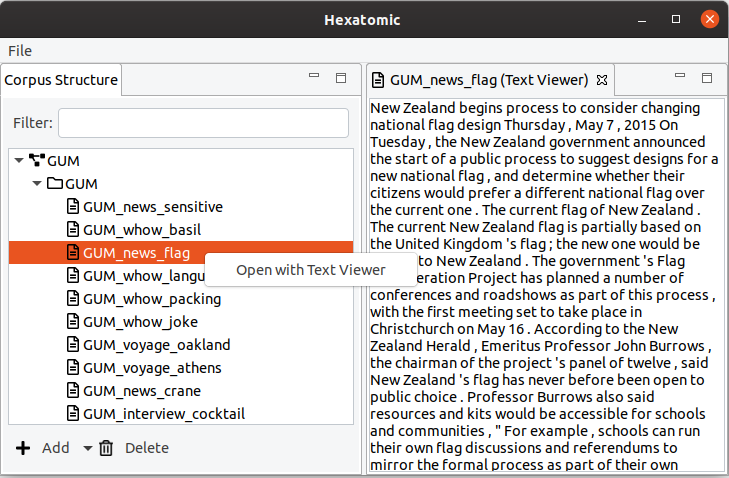 Hexatomic
File
Corpus Structure
Filter:
GUM
GUM
GUM_news_sensitive
GUM_whow_basil
GUM_news_flag
GUM_whow_langu
GUM_whow_packing
GUM_whow_joke
GUM_voyage_oakland
GUM_voyage_athens
GUM_news_crane
GUM_interview_cocktail
Add
Delete
Open with Text Viewer
GUM_news_flag (Text Viewer)
New Zealand begins process to consider changing
national flag design Thursday , May 7 , 2015 On
Tuesday , the New Zealand government announced
the start of a public process to suggest designs for a
new national flag , and determine whether their
citizens would prefer a different national flag over
the current one . The current flag of New Zealand .
The current New Zealand flag is partially based on
the United Kingdom 's flag ; the new one would be
to New Zealand . The government 's Flag
eration Project has planned a number of
conferences and roadshows as part of this process ,
with the first meeting set to take place in
Christchurch on May 16 . According to the New
Zealand Herald , Emeritus Professor John Burrows ,
the chairman of the project 's panel of twelve , said
New Zealand 's flag has never before been open to
public choice . Professor Burrows also said
resources and kits would be accessible for schools
and communities , " For example , schools can run
their own flag discussions and referendums to
mirror the formal process as part of their own